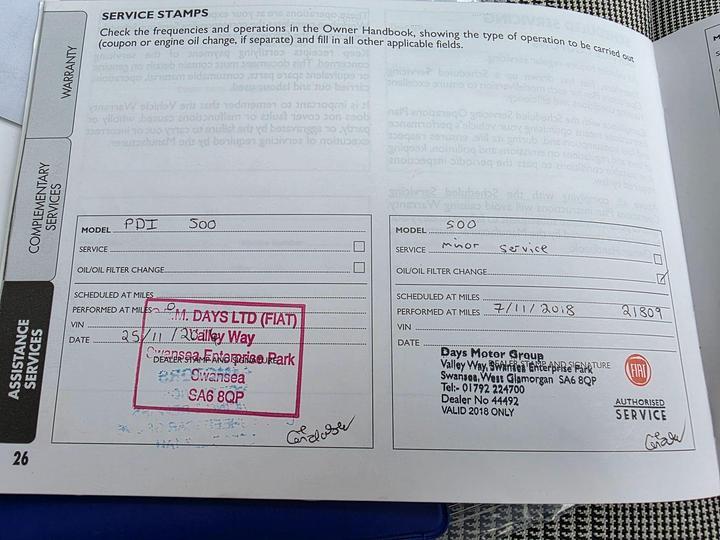 SERVICE STAMPS
Check the frequencies and operations in the Owner Handbook, showing the type of operation to be carried out
(coupon or engine oil change, if separate) and fill in all other applicable fields.
WARRANTY
COMPLEMENTARY
SERVICES
ASSISTANCE
SERVICES
MODEL PDI 500
SERVICE
OIL/OIL FILTER CHANGE
SCHEDULED AT MILES
PERFORMED AT MILES 0
VIN
DATE 25/11/
.M. DAYS LTD (FIAT)
Valley Way
Swansea Enterprise Park
DEALER STAMP AND SIGNATURE
Swansea
SA6 8QP
MODEL 500
SERVICE minor service
OIL/OIL FILTER CHANGE
SCHEDULED AT MILES
PERFORMED AT MILES 7/11/2018 21809
VIN
DATE
DEALER STAMP AND SIGNATURE
Days Motor Group
Valley Way, Swansea Enterprise Park
Swansea, West Glamorgan SA6 8QP
Tel:- 01792 224700
Dealer No 44492
VALID 2018 ONLY
FIAT
AUTHORISED
SERVICE
26